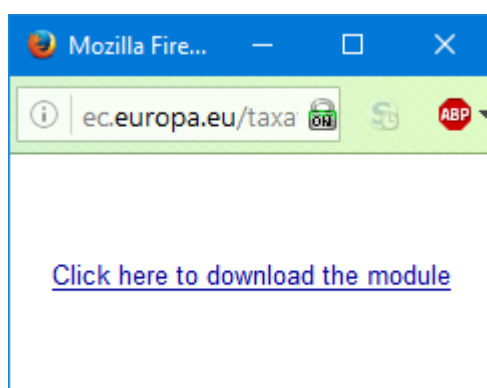 Mozilla Fire...
ec.europa.eu/taxa
ON
S
ABP
Click here to download the module